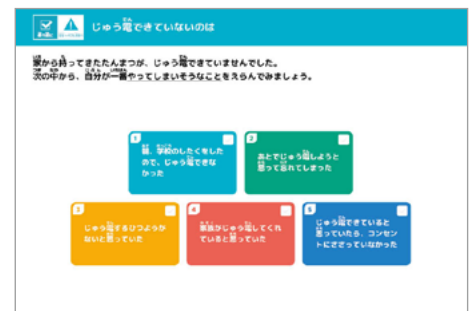 じゅう電できていないのは
家から持ってきたたんまつが、じゅう電できていませんでした。
次の中から、自分が一番やってしまいそうなことをえらんでみましょう。
1
朝、学校のしたくをした
ので、じゅう電できな
かった
2
あとでじゅう電しようと
思って忘れてしまった
3
じゅう電するひつようが
ないと思っていた
4
家族がじゅう電してくれ
ていると思っていた
5
じゅう電できていると
思っていたら、コンセン
トにささっていなかった